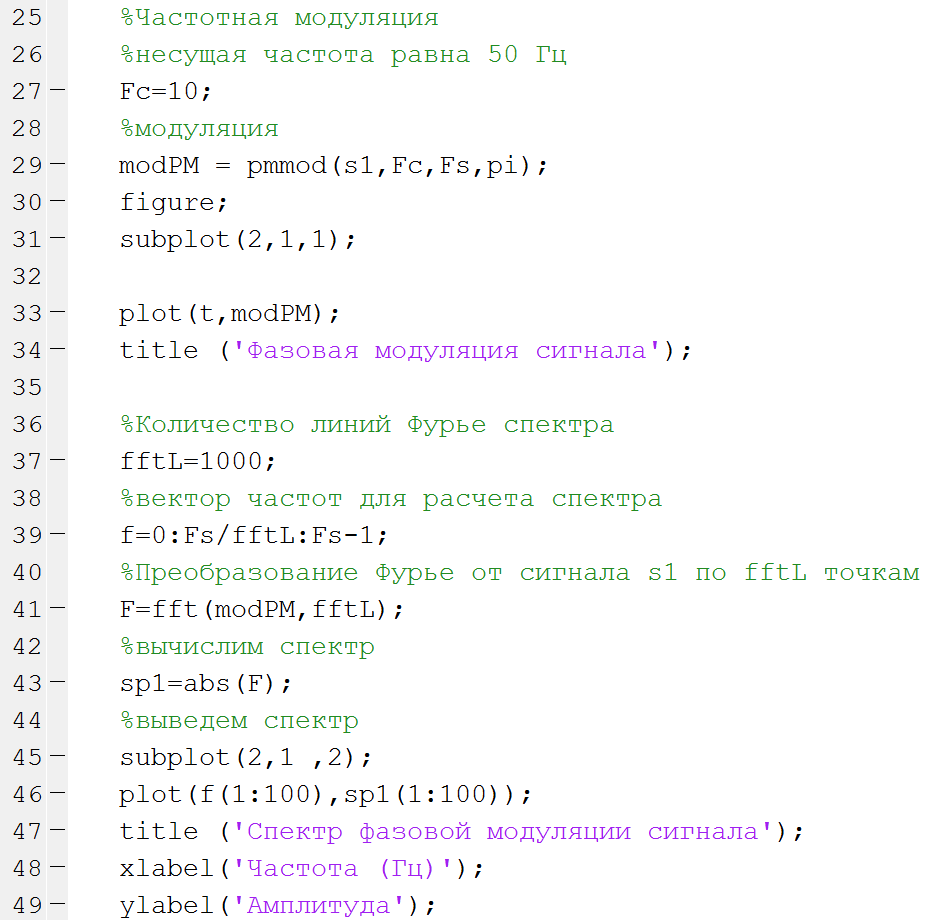 25 %Частотная модуляция
26 %несущая частота равна 50 Гц
27 – Fc=10;
28 %модуляция
29 – modPM = pmmod(s1,Fc,Fs,pi);
30 – figure;
31 – subplot(2,1,1);
32
33 – plot(t,modPM);
34 – title ('Фазовая модуляция сигнала');
35
36 %Количество линий Фурье спектра
37 – fftL=1000;
38 %вектор частот для расчета спектра
39 – f=0:Fs/fftL:Fs-1;
40 %Преобразование Фурье от сигнала s1 по fftL точкам
41 – F=fft(modPM,fftL);
42 %вычислим спектр
43 – sp1=abs(F);
44 %выведем спектр
45 – subplot(2,1 ,2);
46 – plot(f(1:100),sp1(1:100));
47 – title ('Спектр фазовой модуляции сигнала');
48 – xlabel('Частота (Гц)');
49 – ylabel('Амплитуда');